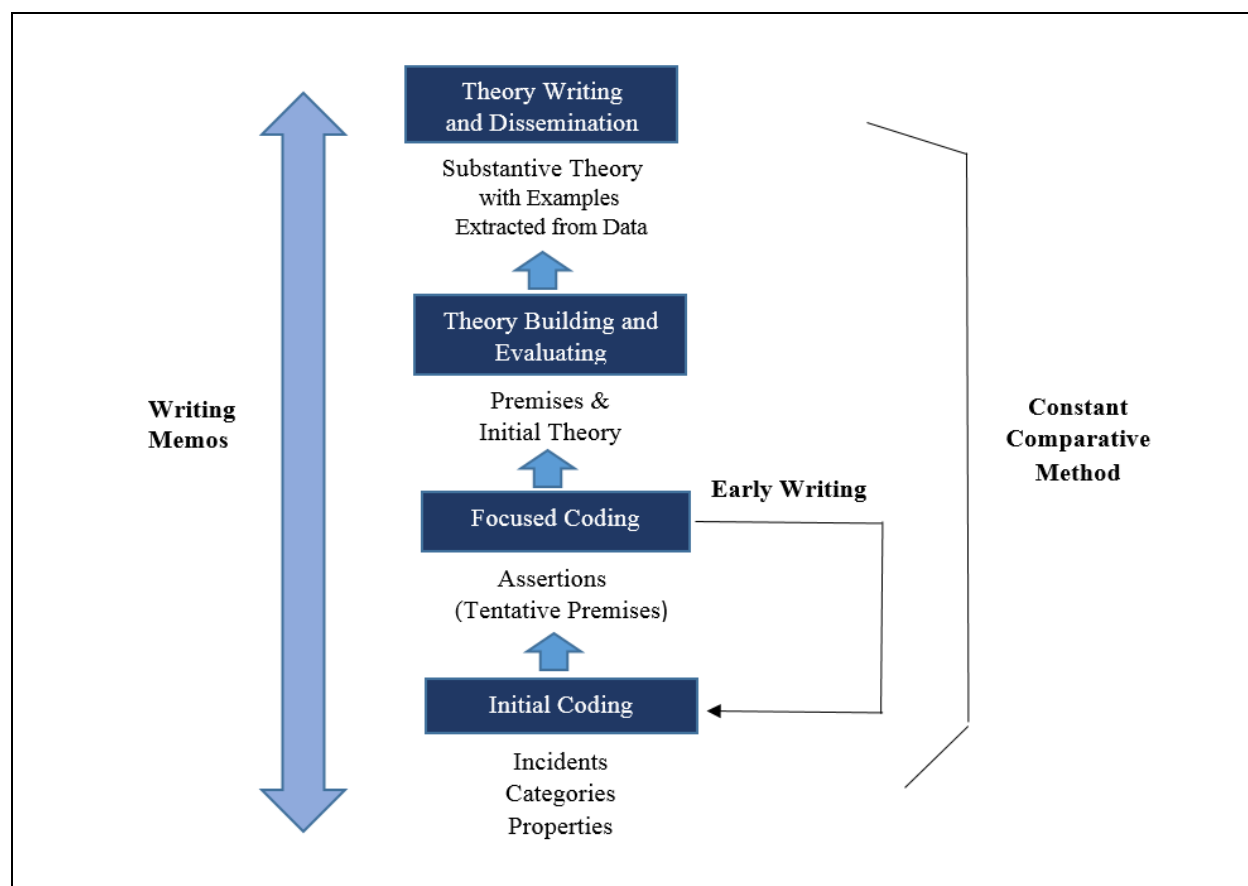 Theory Writing
and Dissemination
Substantive Theory
with Examples
Extracted from Data
Theory Building and
Evaluating
Premises &
Initial Theory
Writing
Memos
Constant
Comparative
Method
Early Writing
Focused Coding
Assertions
(Tentative Premises)
Initial Coding
Incidents
Categories
Properties